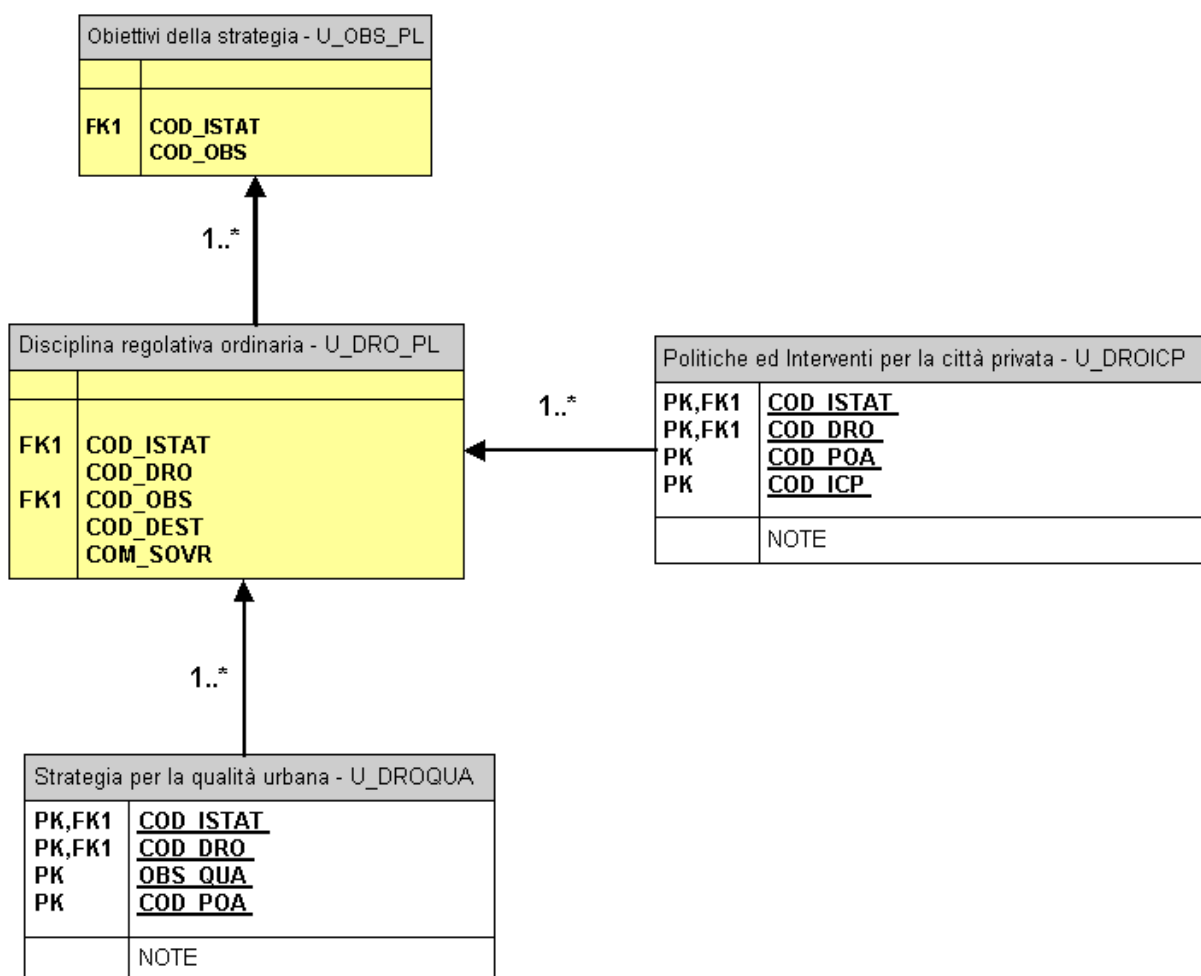 Obiettivi della strategia - U_OBS_PL
FK1 COD_ISTAT
COD_OBS
1..*
Disciplina regolativa ordinaria - U_DRO_PL
FK1 COD_ISTAT
COD_DRO
FK1 COD_OBS
COD_DEST
COM_SOVR
1..*
Politiche ed Interventi per la città privata - U_DROICP
PK,FK1 COD_ISTAT
PK,FK1 COD_DRO
PK COD_POA
PK COD_ICP
NOTE
1..*
Strategia per la qualità urbana - U_DROQUA
PK,FK1 COD_ISTAT
PK,FK1 COD_DRO
PK OBS_QUA
PK COD_POA
NOTE